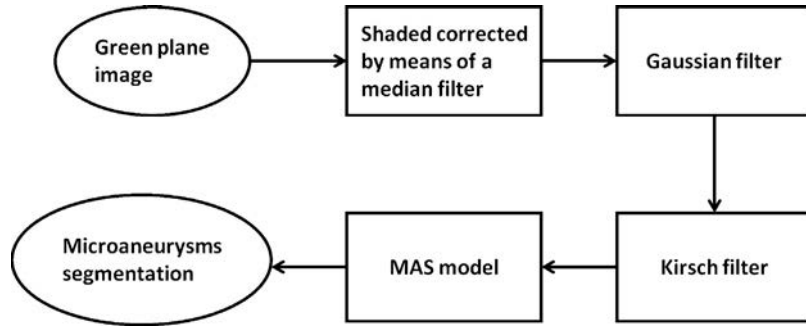 Green plane
image
Shaded corrected
by means of a
median filter
Gaussian filter
Kirsch filter
MAS model
Microaneurysms
segmentation